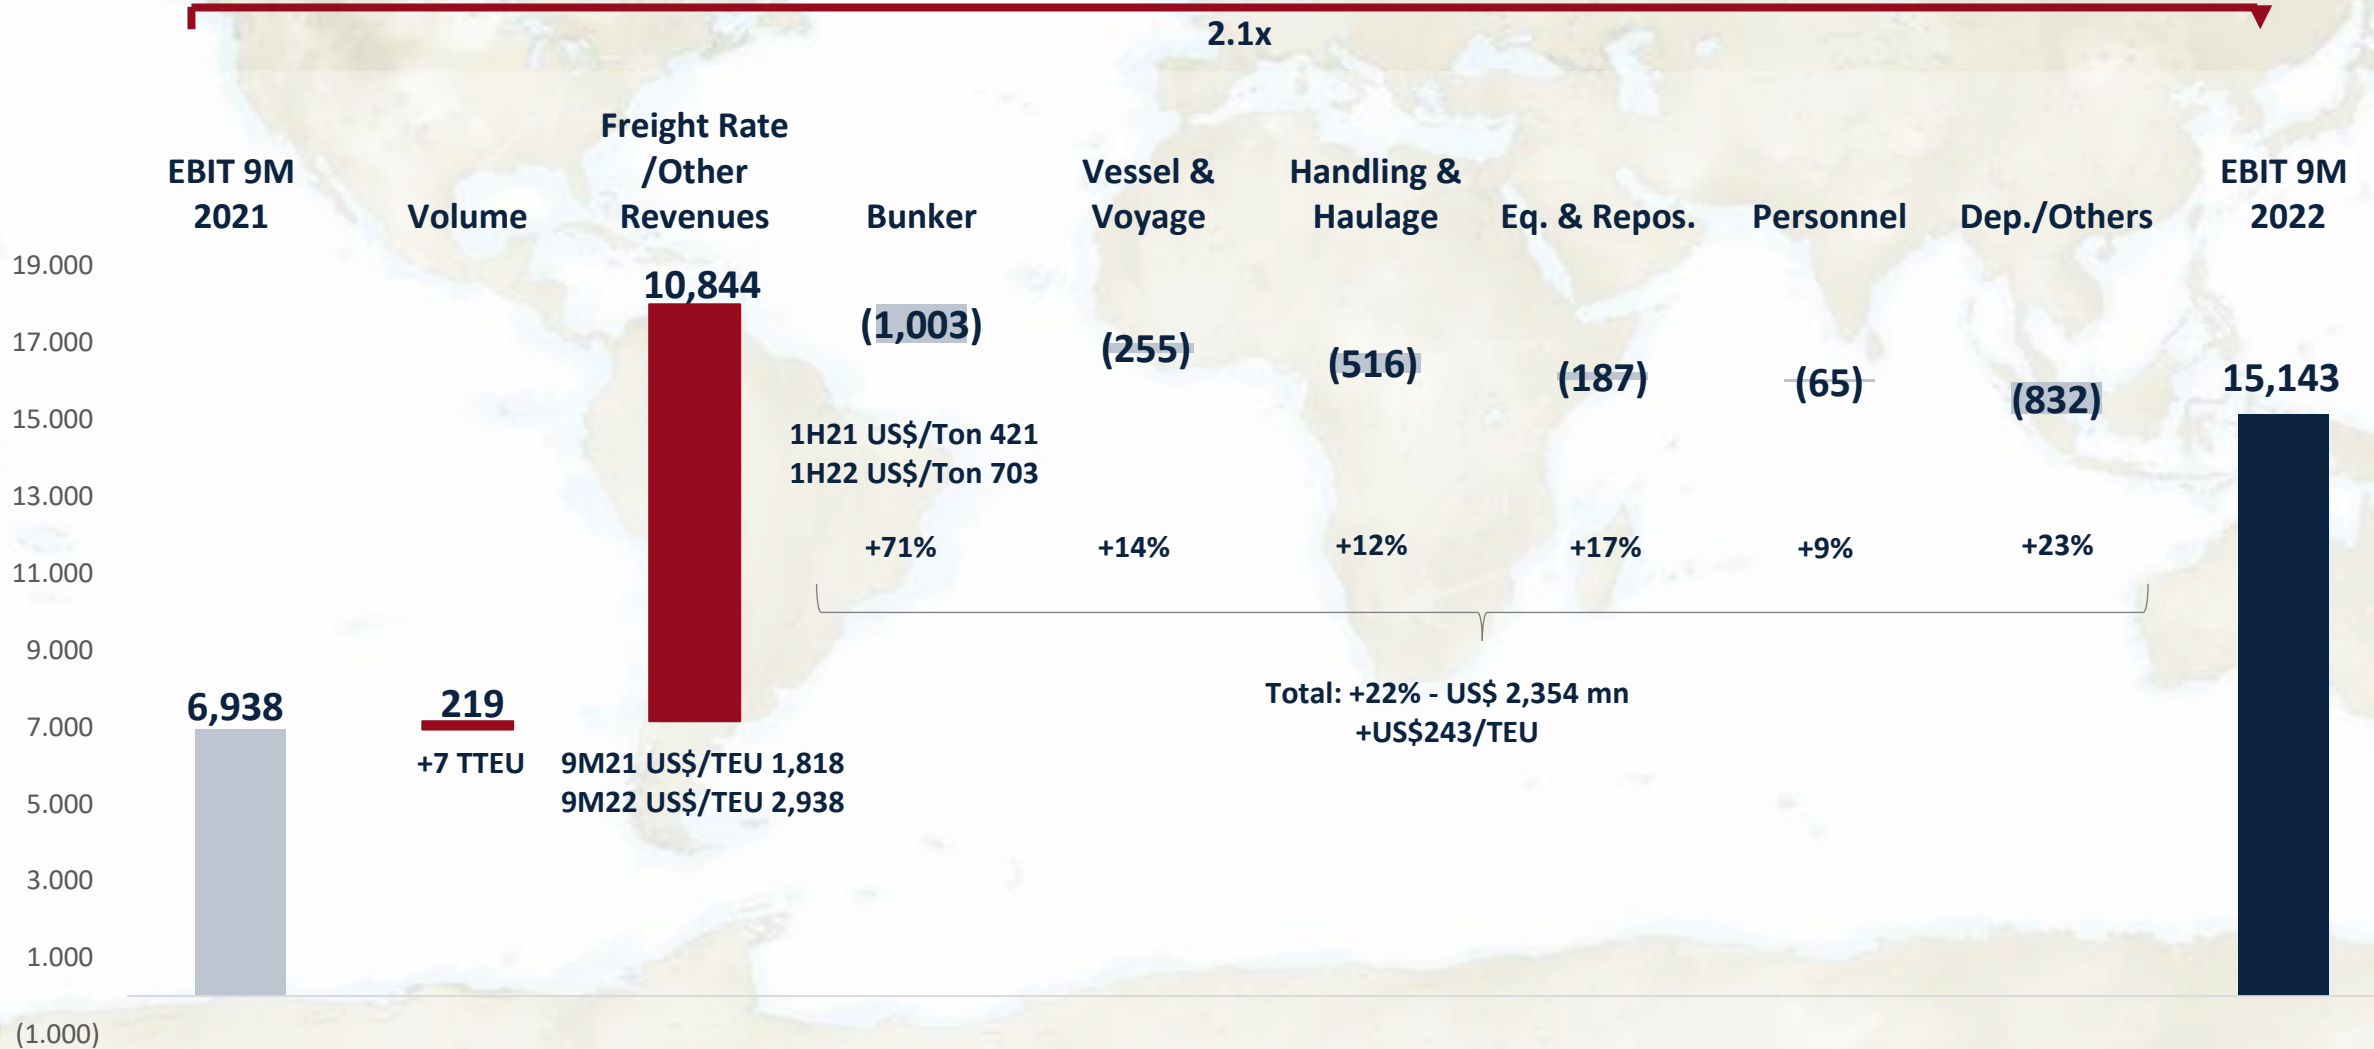 2.1x
EBIT 9M
2021
Volume
Freight Rate
/Other
Revenues
Bunker
Vessel &
Voyage
Handling &
Haulage
Eq. & Repos.
Personnel
Dep./Others
EBIT 9M
2022
19.000
17.000
15.000
13.000
11.000
9.000
7.000
5.000
3.000
1.000
(1.000)
6,938
219
10,844
(1,003)
(255)
(516)
(187)
(65)
(832)
15,143
+7 TTEU
9M21 US$/TEU 1,818
9M22 US$/TEU 2,938
1H21 US$/Ton 421
1H22 US$/Ton 703
+71%
+14%
+12%
+17%
+9%
+23%
Total: +22% - US$ 2,354 mn
+US$243/TEU